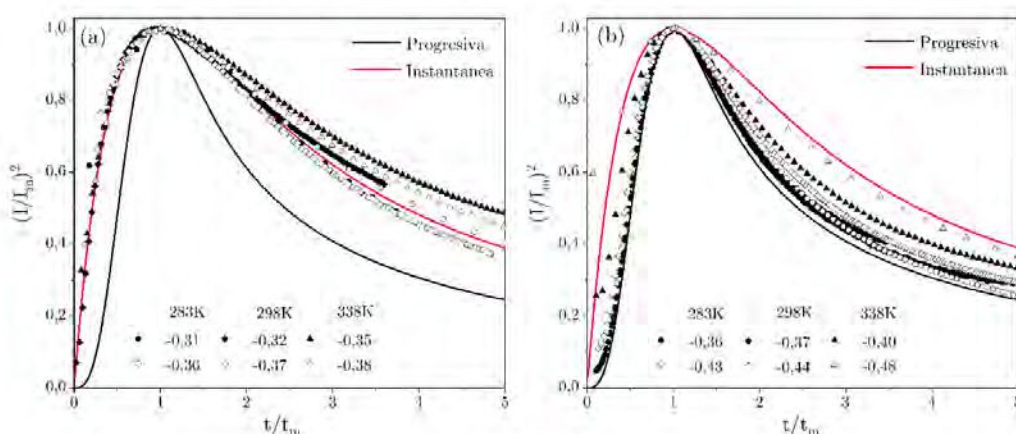 (a)
Progresiva
Instantanea
(I/I_m)^2
1,0
0,8
0,6
0,4
0,2
0,0
283K 298K 338K
-0,31 -0,32 -0,35
-0,36 -0,37 -0,38
0 1 2 3 4 5
t/t_m
(b)
Progresiva
Instantanea
(I/I_m)^2
1,0
0,8
0,6
0,4
0,2
0,0
283K 298K 338K
-0,36 -0,37 -0,40
-0,43 -0,44 -0,48
0 1 2 3 4
t/t_m